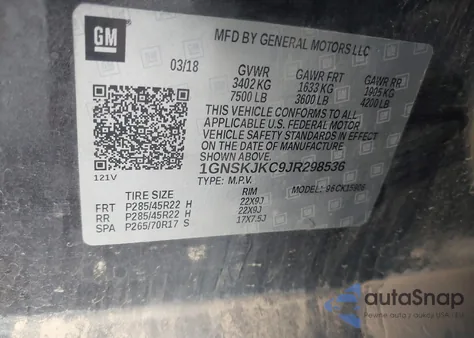 GM
MFD BY GENERAL MOTORS LLC
03/18 GVWR GAWR FRT GAWR RR
3402 KG 1633 KG 1905 KG
7500 LB 3600 LB 4200 LB
THIS VEHICLE CONFORMS TO ALL
APPLICABLE U.S. FEDERAL MOTOR
VEHICLE SAFETY STANDARDS IN EFFECT
ON THE DATE OF MANUFACTURE SHOWN ABOVE.
1GNSKJKC9JR298536
TYPE: M.P.V. MODEL:
121V
TIRE SIZE RIM
FRT P285/45R22 H 22X9J
RR P285/45R22 H 22X9J
SPA P265/70R17 S 17X7.5J
autoSnap